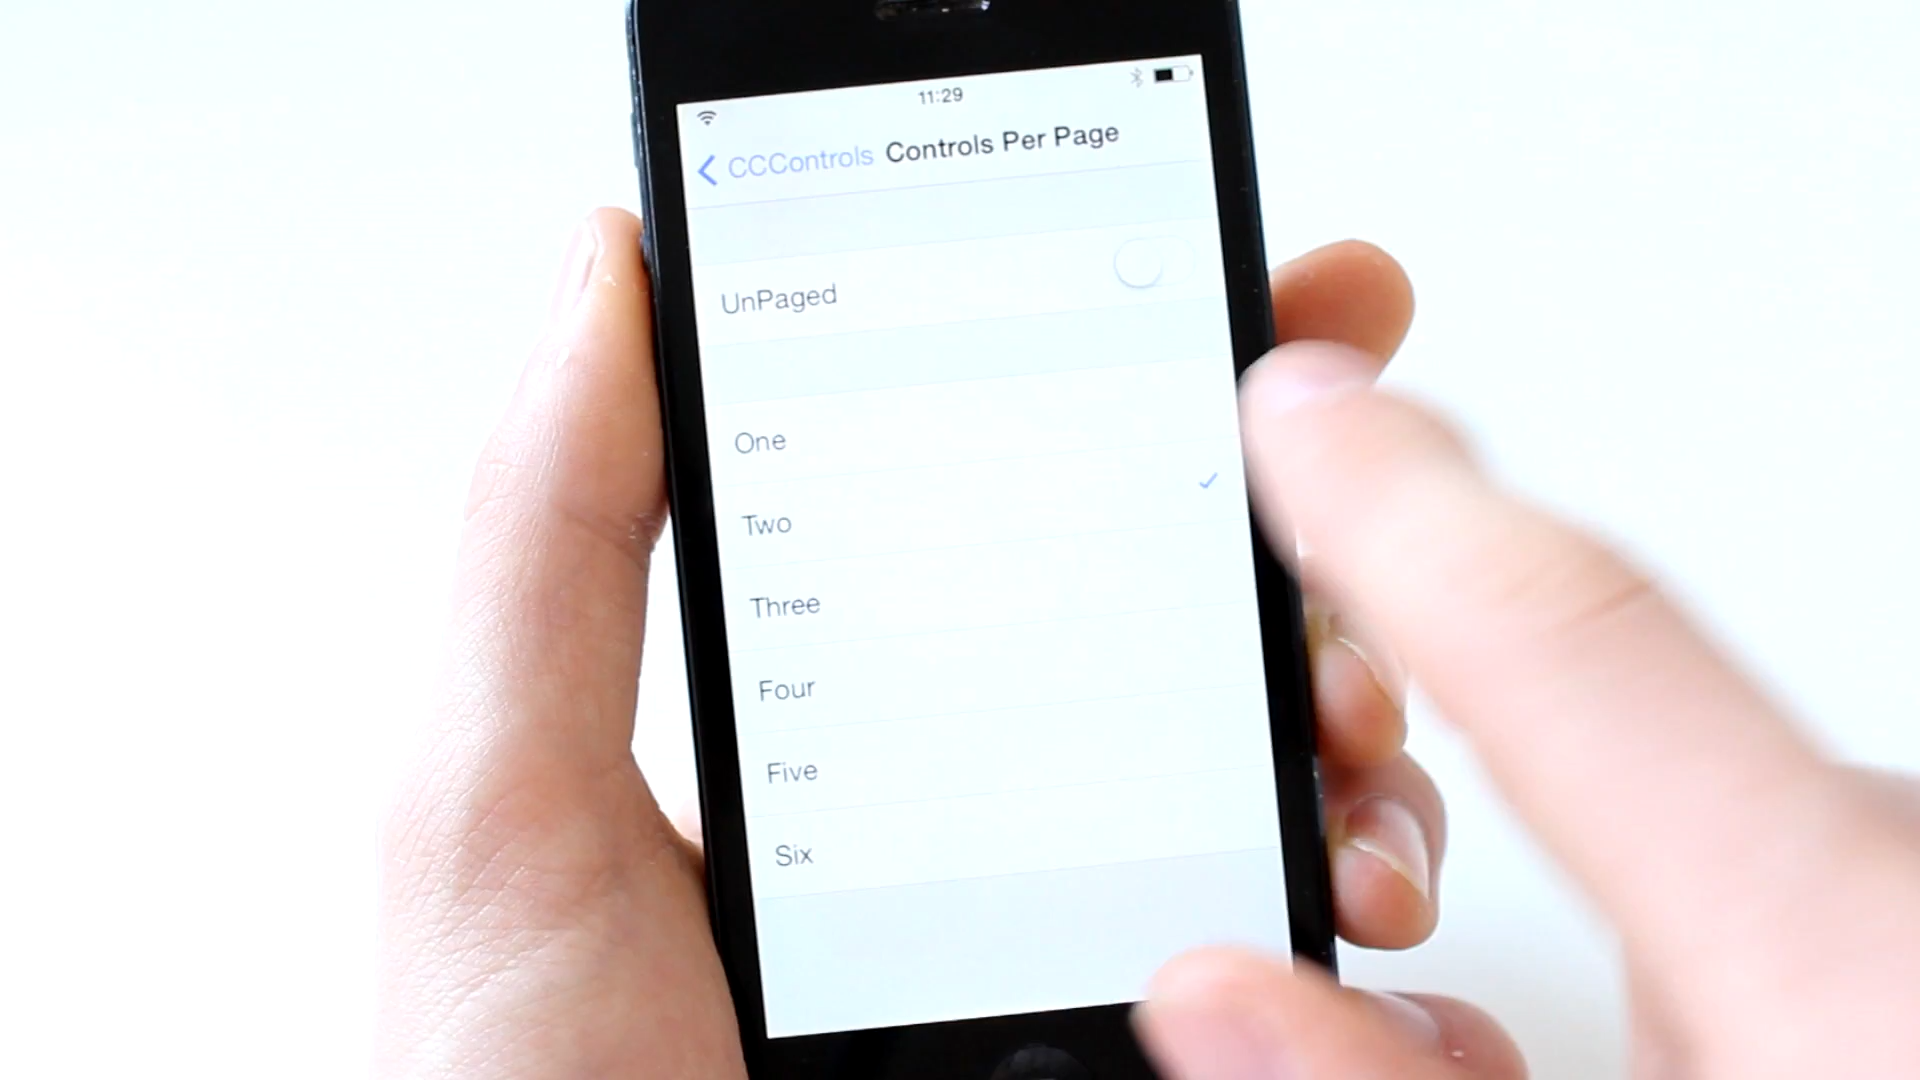 11:29
CCControls Controls Per Page
UnPaged
One
Two
Three
Four
Five
Six